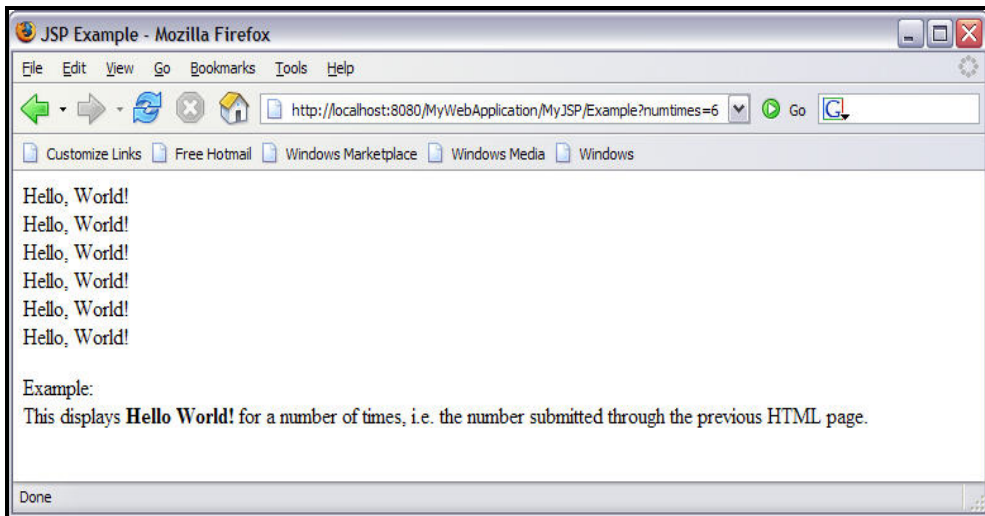 JSP Example - Mozilla Firefox
File Edit View Go Bookmarks Tools Help
http://localhost:8080/MyWebApplication/MyJSP/Example?numtimes=6 Go G
Customize Links Free Hotmail Windows Marketplace Windows Media Windows
Hello, World!
Hello, World!
Hello, World!
Hello, World!
Hello, World!
Hello, World!
Example:
This displays Hello World! for a number of times, i.e. the number submitted through the previous HTML page.
Done